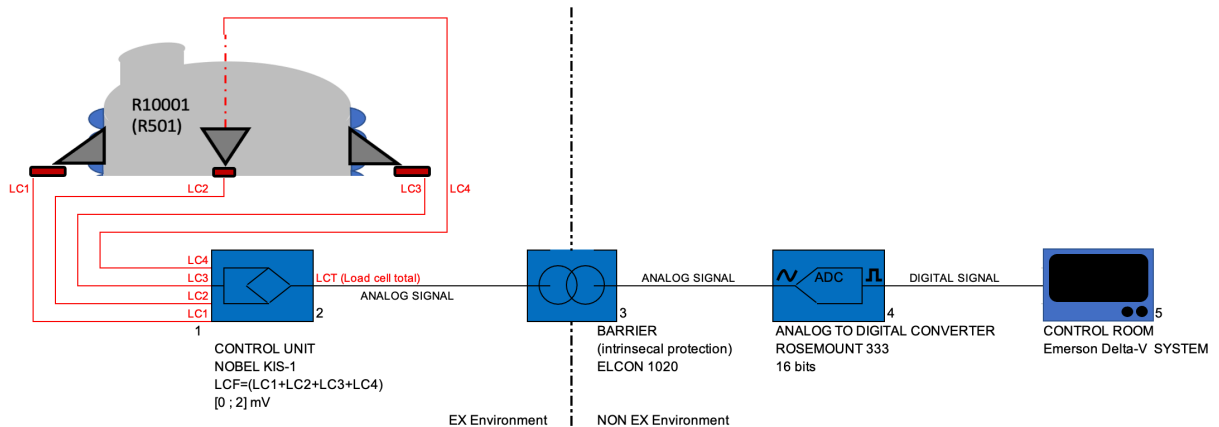 R10001
(R501)
LC1
LC2
LC3
LC4
LC4
LC3
LC2
LC1
LCT (Load cell total)
ANALOG SIGNAL
ANALOG SIGNAL
ADC
DIGITAL SIGNAL
1
2
3
4
5
CONTROL UNIT
NOBEL KIS-1
LCF=(LC1+LC2+LC3+LC4)
[0 ; 2] mV
BARRIER
(intrinsecal protection)
ELCON 1020
ANALOG TO DIGITAL CONVERTER
ROSEMOUNT 333
16 bits
CONTROL ROOM
Emerson Delta-V SYSTEM
EX Environment
NON EX Environment